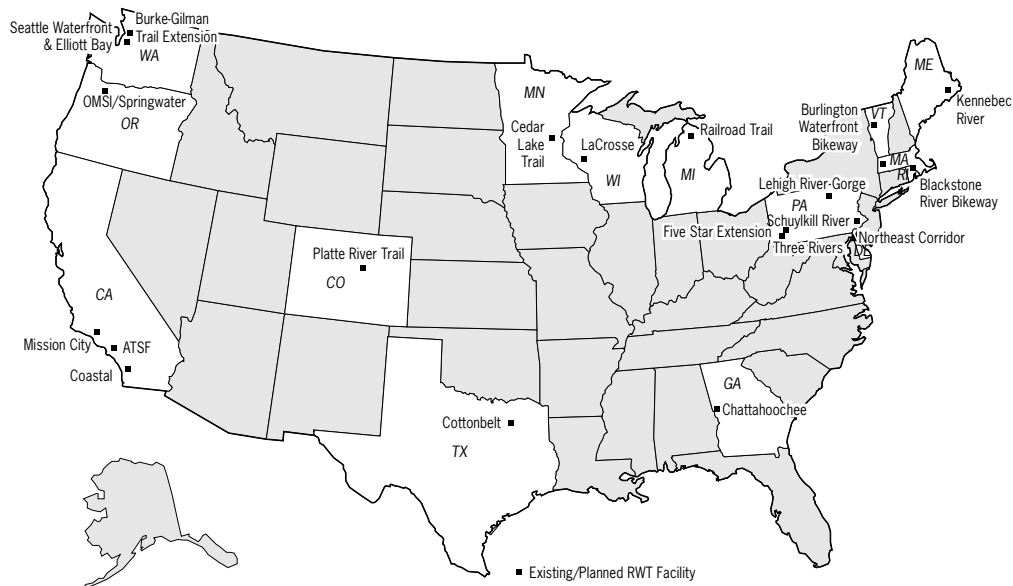 Seattle Waterfront
& Elliott Bay
Burke-Gilman
Trail Extension
WA
OMSI/Springwater
OR
MN
Cedar
Lake
Trail
LaCrosse
WI
Railroad Trail
MI
ME
Kennebec
River
Burlington
Waterfront
Bikeway
VT
MA
RI
Blackstone
River Bikeway
Lehigh River-Gorge
PA
Schuylkill River
Five Star Extension
Three Rivers
Northeast Corridor
DE
Platte River Trail
CO
CA
Mission City
ATSF
Coastal
GA
Chattahoochee
Cottonbelt
TX
Existing/Planned RWT Facility